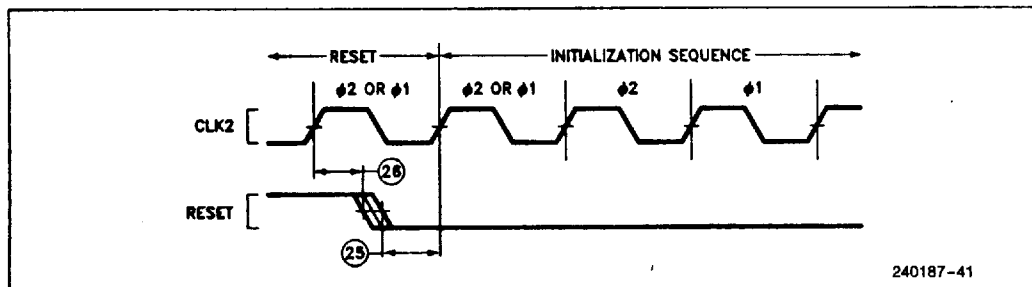 RESET INITIALIZATION SEQUENCE
φ2 OR φ1 φ2 OR φ1 φ2 φ1
CLK2
26
RESET
25
240187-41